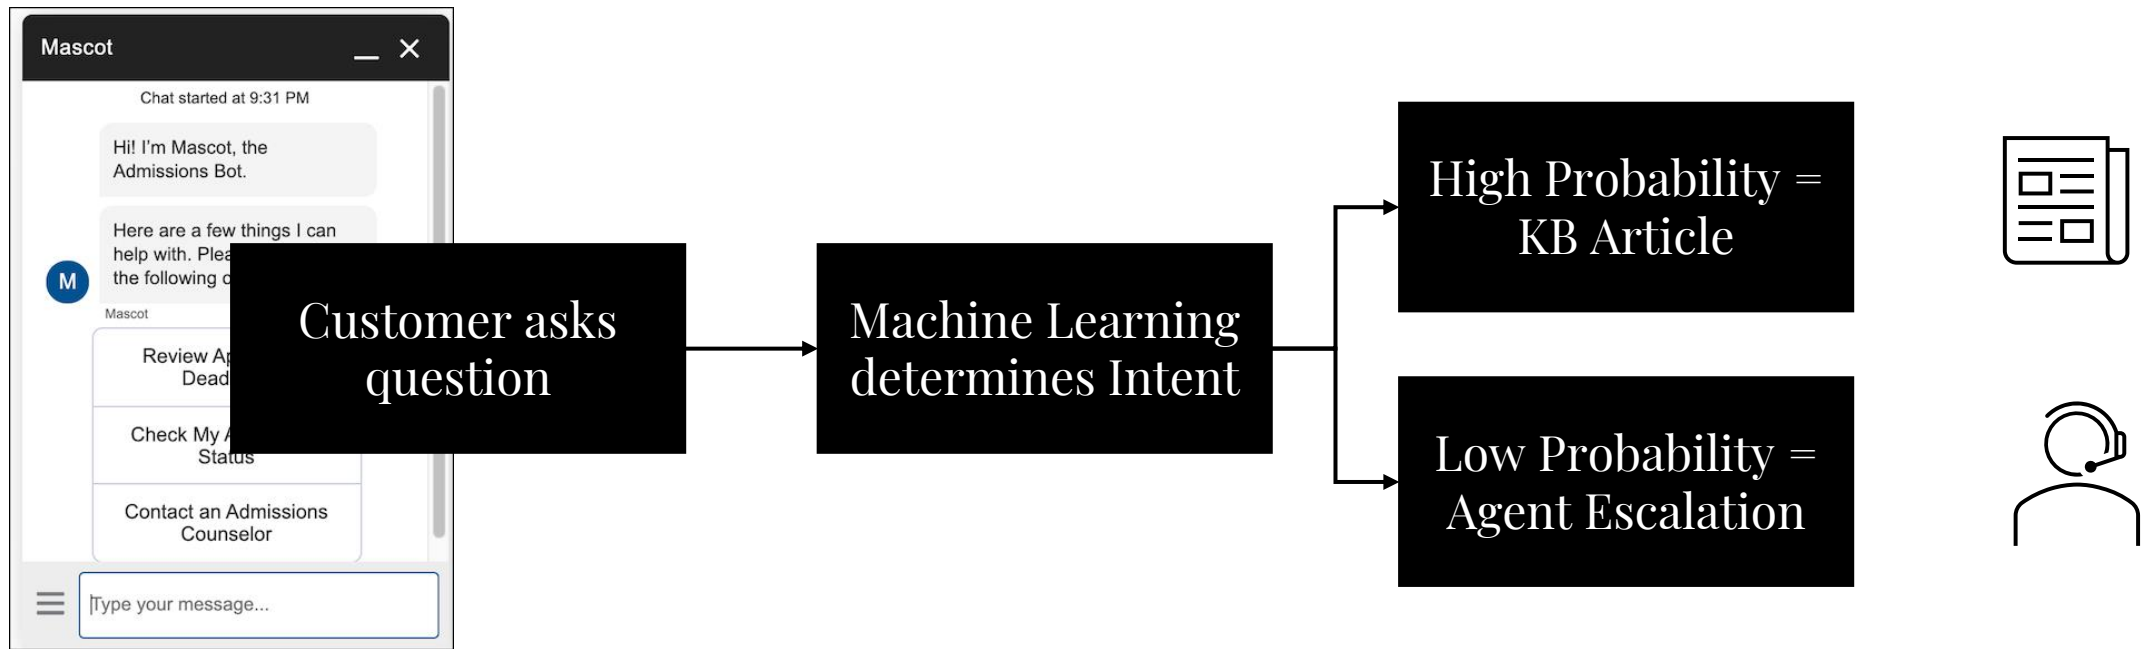 Mascot
Chat started at 9:31 PM
Hi! I'm Mascot, the
Admissions Bot.
Here are a few things I can
help with.
the following
M
Mascot
Review
Check My
Status
Contact an Admissions
Counselor
Type your message...
Customer asks
question
Machine Learning
determines Intent
High Probability =
KB Article
Low Probability =
Agent Escalation